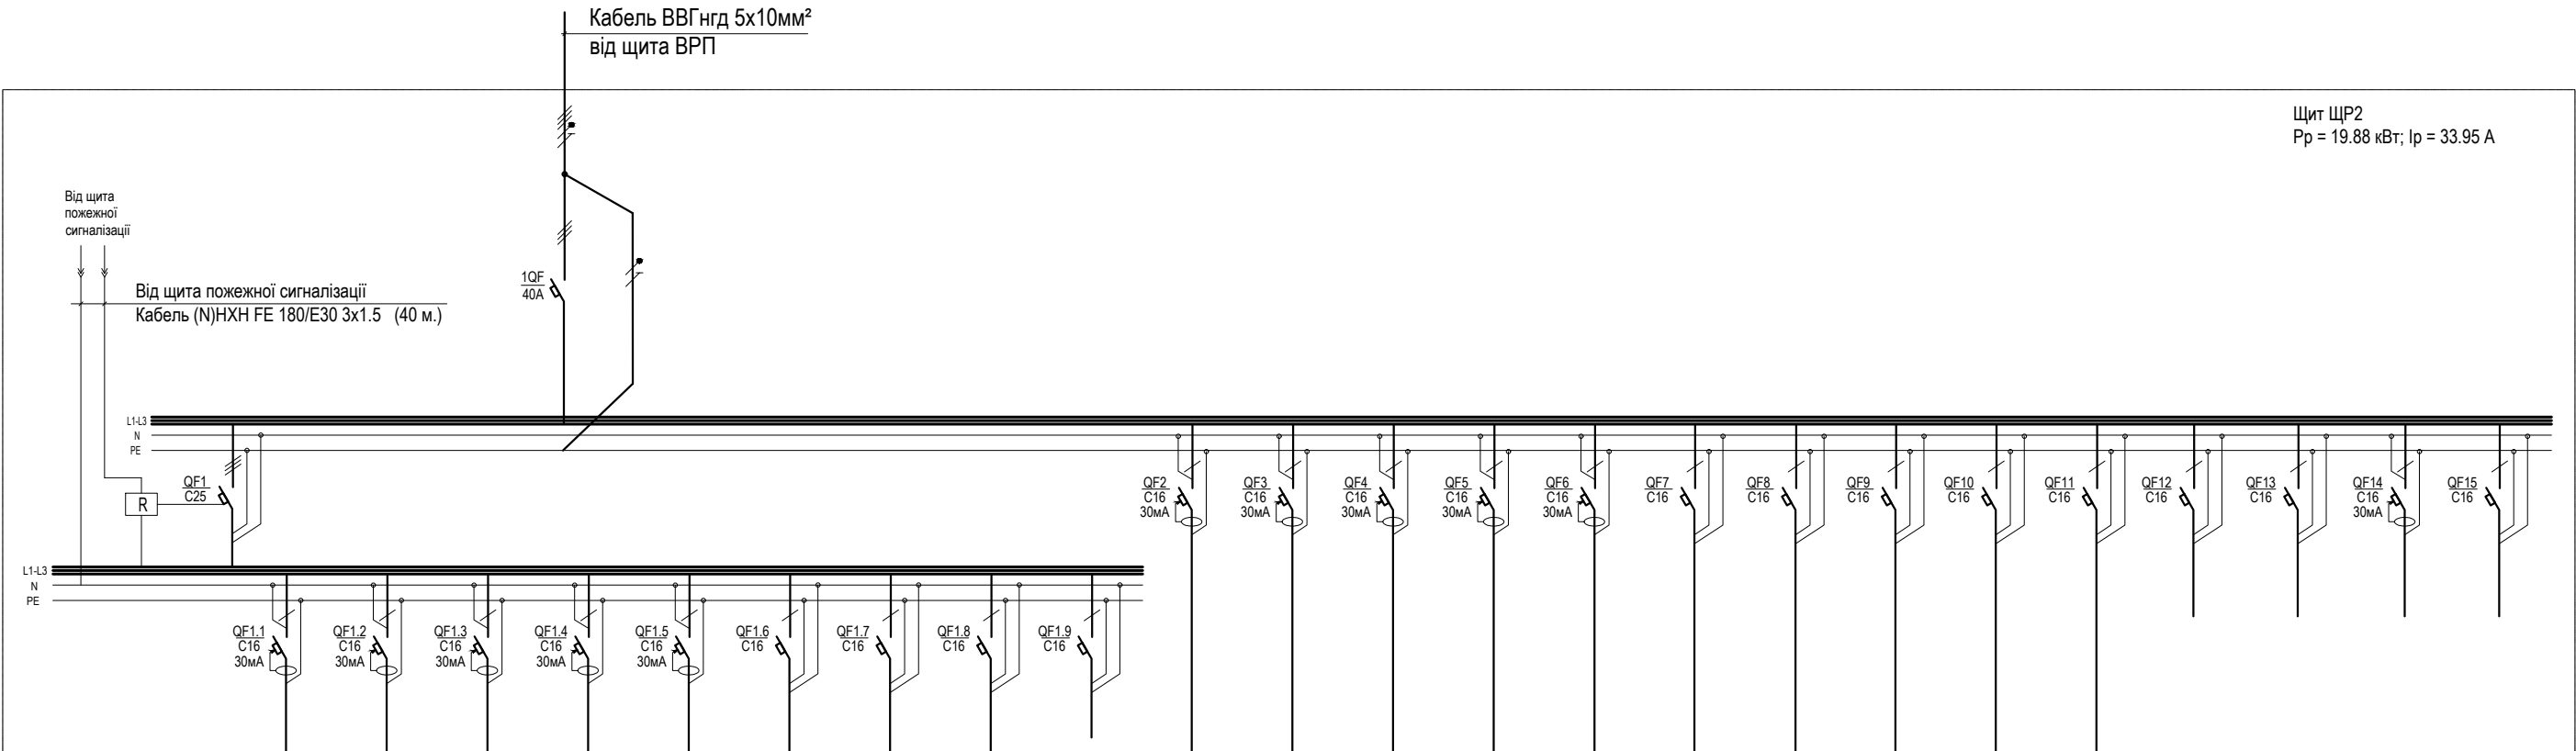 Кабель ВВГнгд 5х10мм²
від щита ВРП
Щит ЩР2
Рр = 19.88 кВт; Ір = 33.95 А
Від щита
пожежної
сигналізації
Від щита пожежної сигналізації
Кабель (N)HXH FE 180/E30 3x1.5 (40 м.)
1QF
40A
L1-L3
N
PE
QF1
C25
R
QF2
C16
30мА
QF3
C16
30мА
QF4
C16
30мА
QF5
C16
30мА
QF6
C16
30мА
QF7
C16
QF8
C16
QF9
C16
QF10
C16
QF11
C16
QF12
C16
QF13
C16
QF14
C16
30мА
QF15
C16
L1-L3
N
PE
QF1.1
C16
30мА
QF1.2
C16
30мА
QF1.3
C16
30мА
QF1.4
C16
30мА
QF1.5
C16
30мА
QF1.6
C16
QF1.7
C16
QF1.8
C16
QF1.9
C16